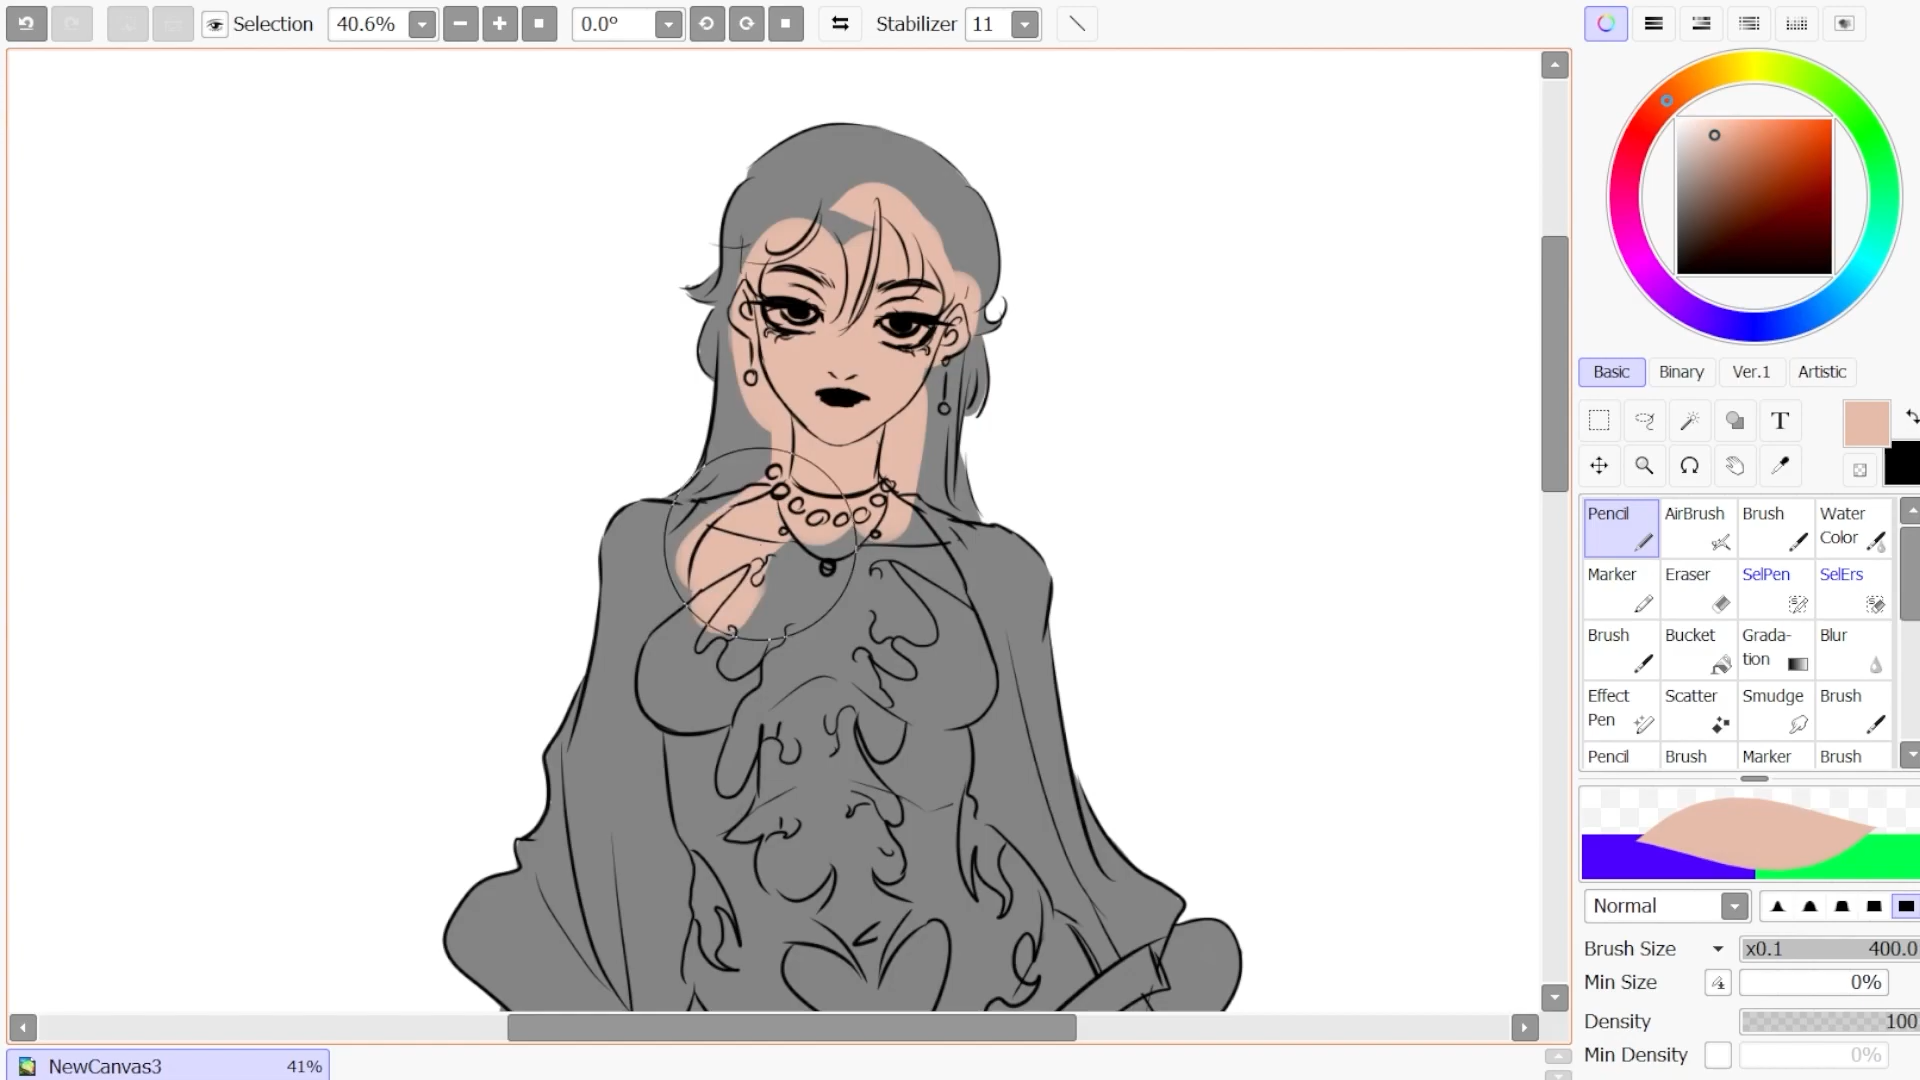 Selection 40.6% 0.0° Stabilizer 11
Basic Binary Ver.1 Artistic
T
Pencil AirBrush Brush Water Color
Marker Eraser SelPen SelErs
Brush Bucket Grada-tion Blur
Effect Pen Scatter Smudge Brush
Pencil Brush Marker Brush
Normal
Brush Size x0.1 400.0
Min Size 0%
Density 100
Min Density 0%
NewCanvas3 41%